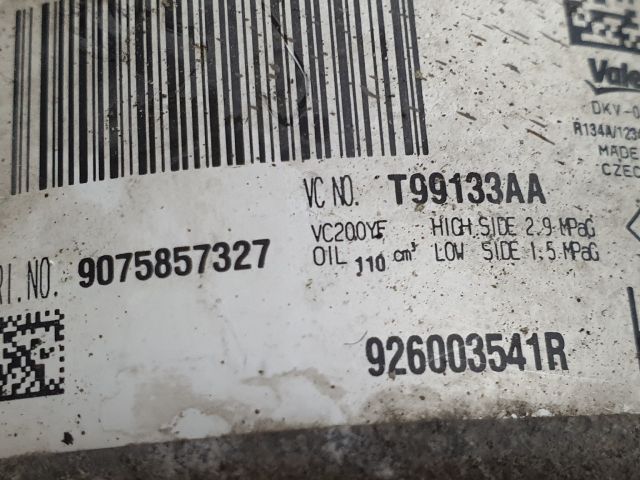 Vale
DKV-0
R134A/123
MADE
CZEC
VC NO. T99133AA
VC200YF HIGH SIDE 2.9 MPaG
OIL 110 cm³ LOW SIDE 1.5 MPaG
RI.NO. 9075857327
926003541R